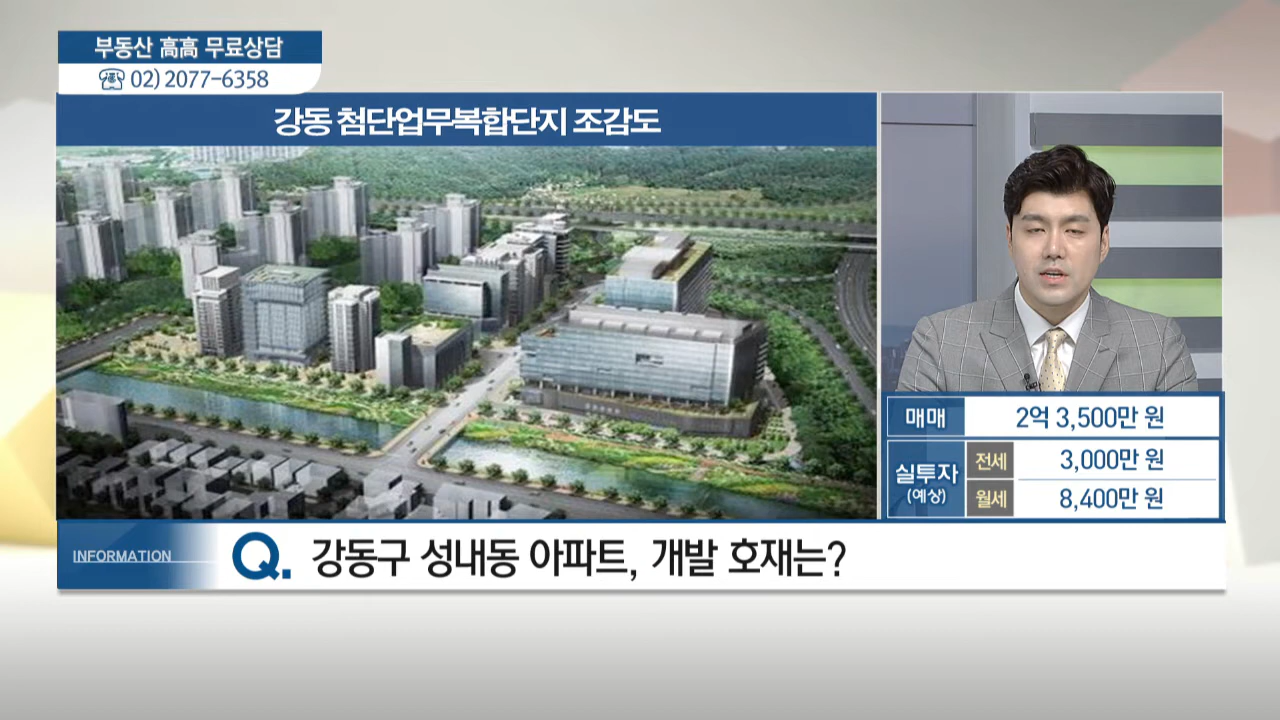 부동산 高高 무료상담
☏ 02) 2077-6358
강동 첨단업무복합단지 조감도
매매 2억 3,500만 원
실투자 (예상)
전세 3,000만 원
월세 8,400만 원
INFORMATION
Q. 강동구 성내동 아파트, 개발 호재는?